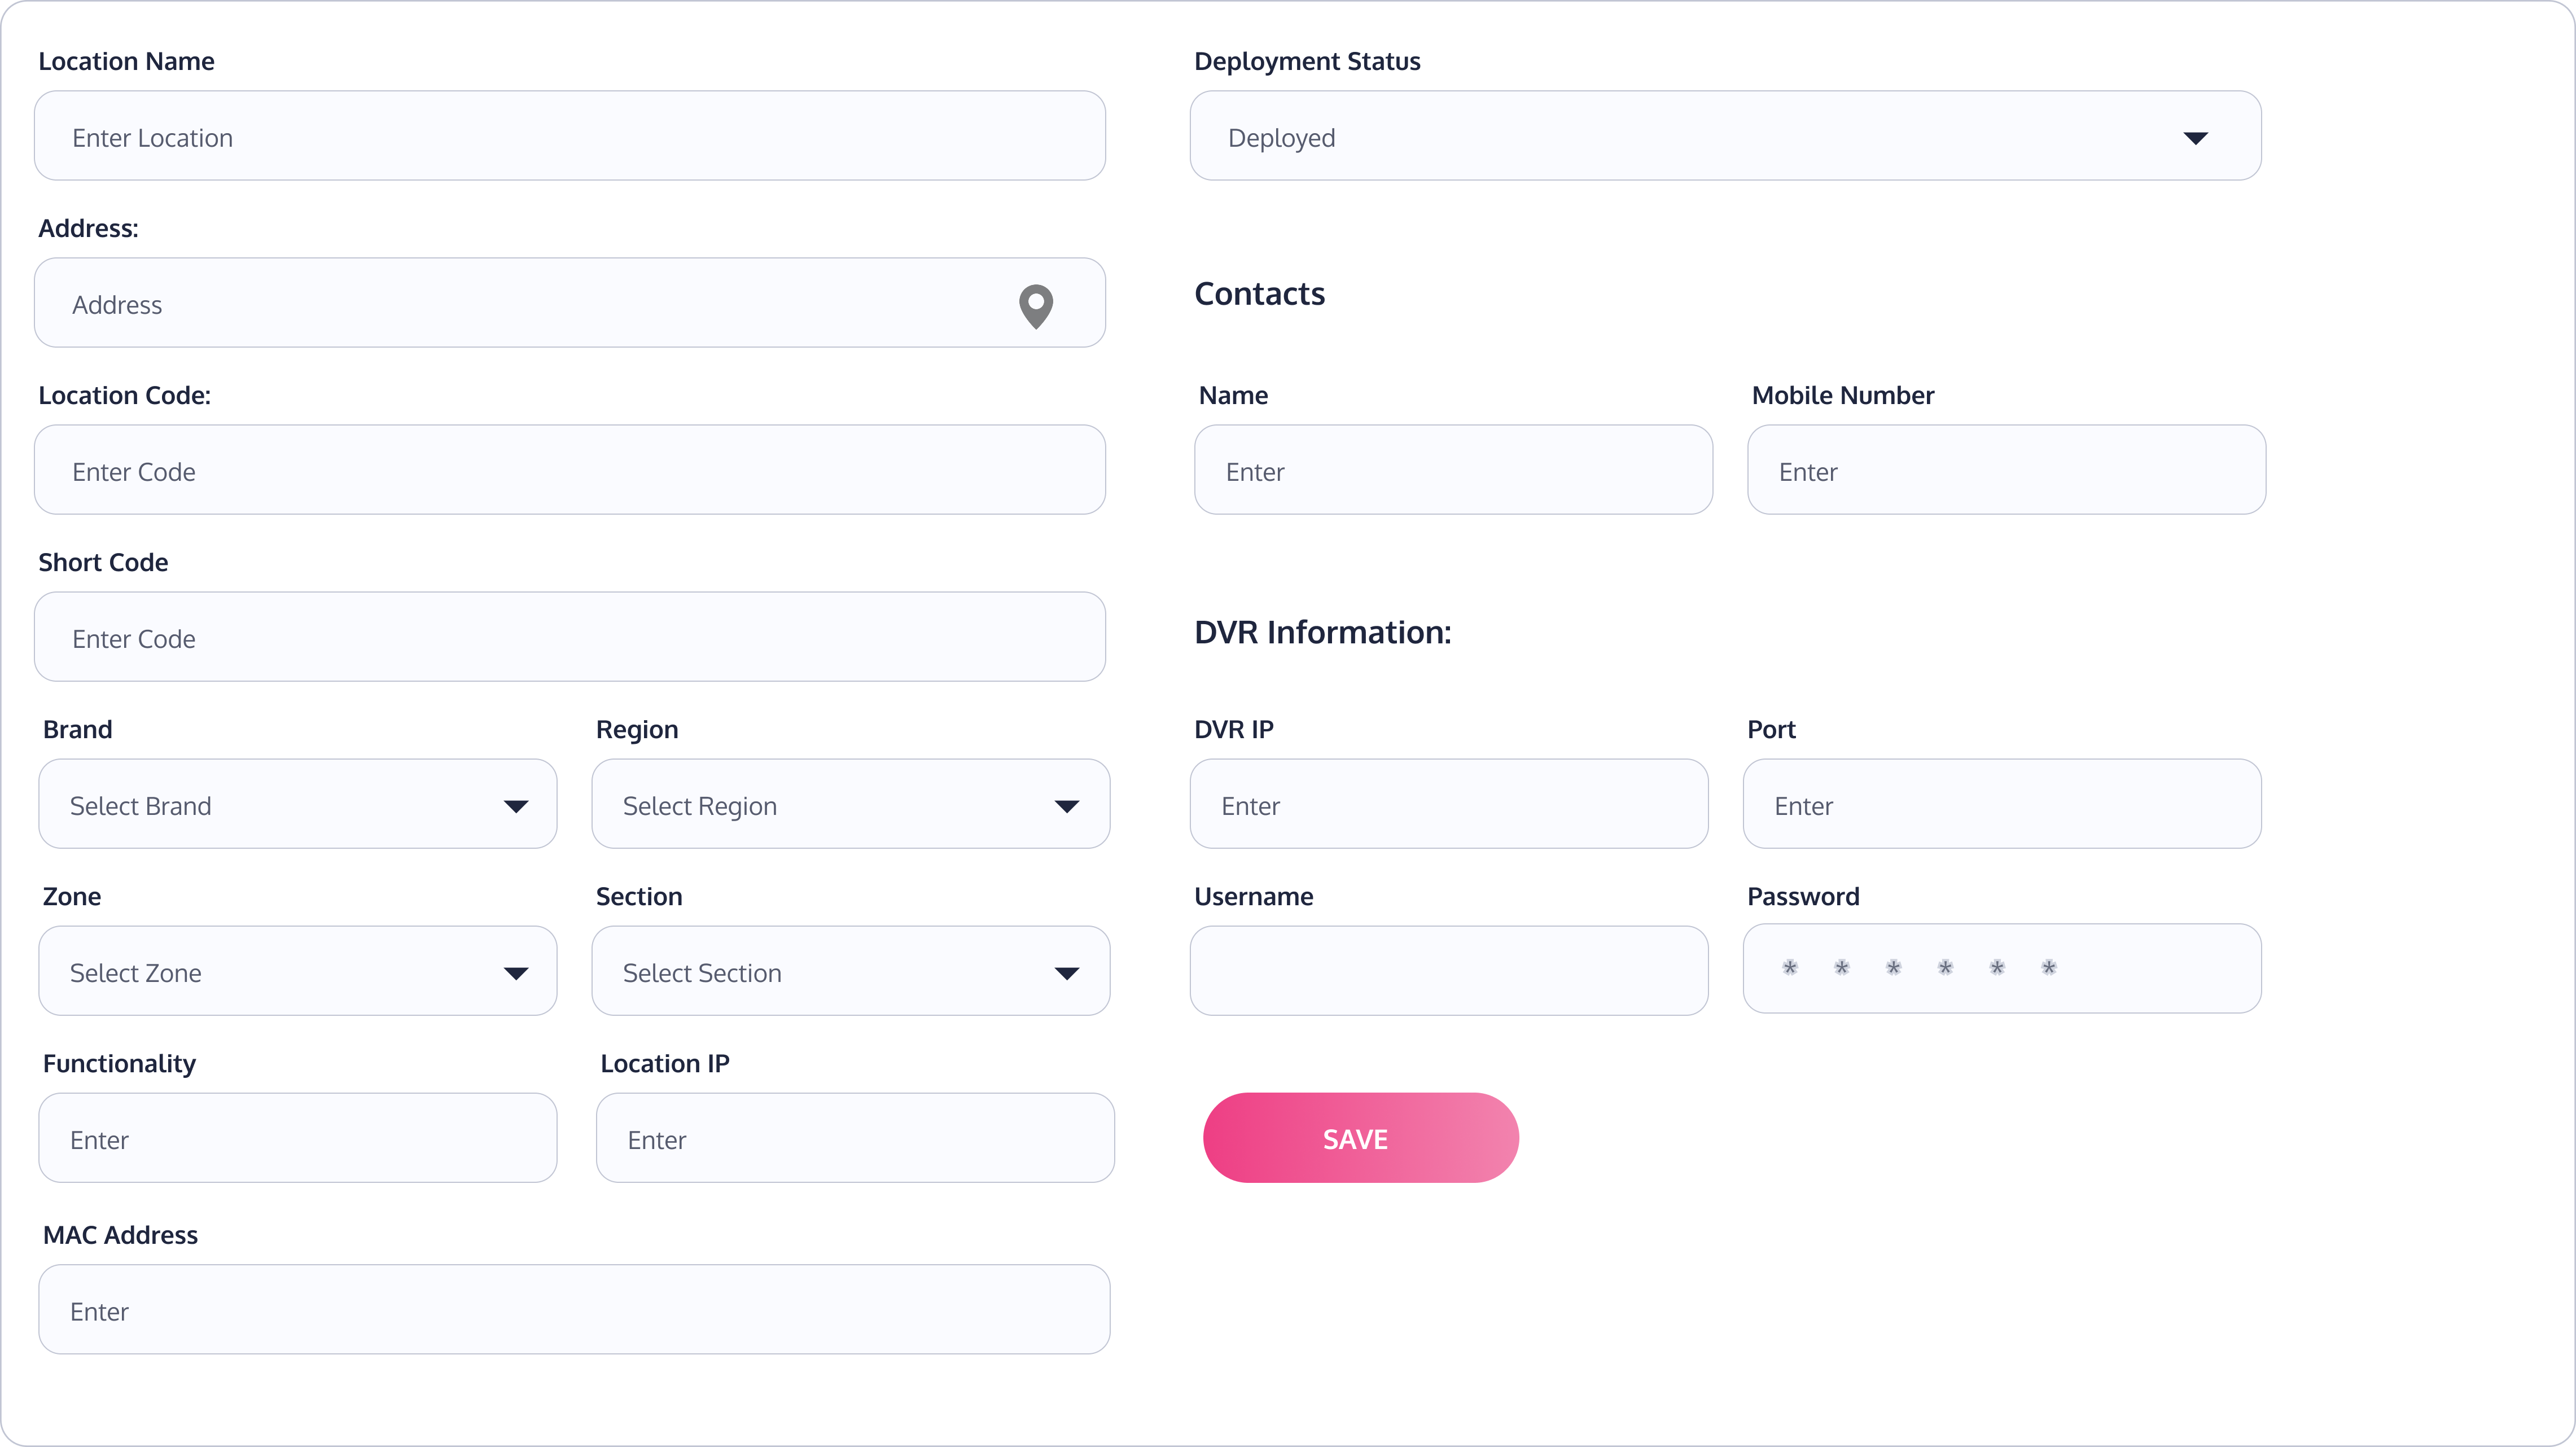 Location Name
Enter Location
Address:
Address
Location Code:
Enter Code
Short Code
Enter Code
Brand
Region
Select Brand
Select Region
Zone
Section
Select Zone
Select Section
Functionality
Location IP
Enter
Enter
MAC Address
Enter
Deployment Status
Deployed
Contacts
Name
Mobile Number
Enter
Enter
DVR Information:
DVR IP
Port
Enter
Enter
Username
Password
* * * * * *
SAVE